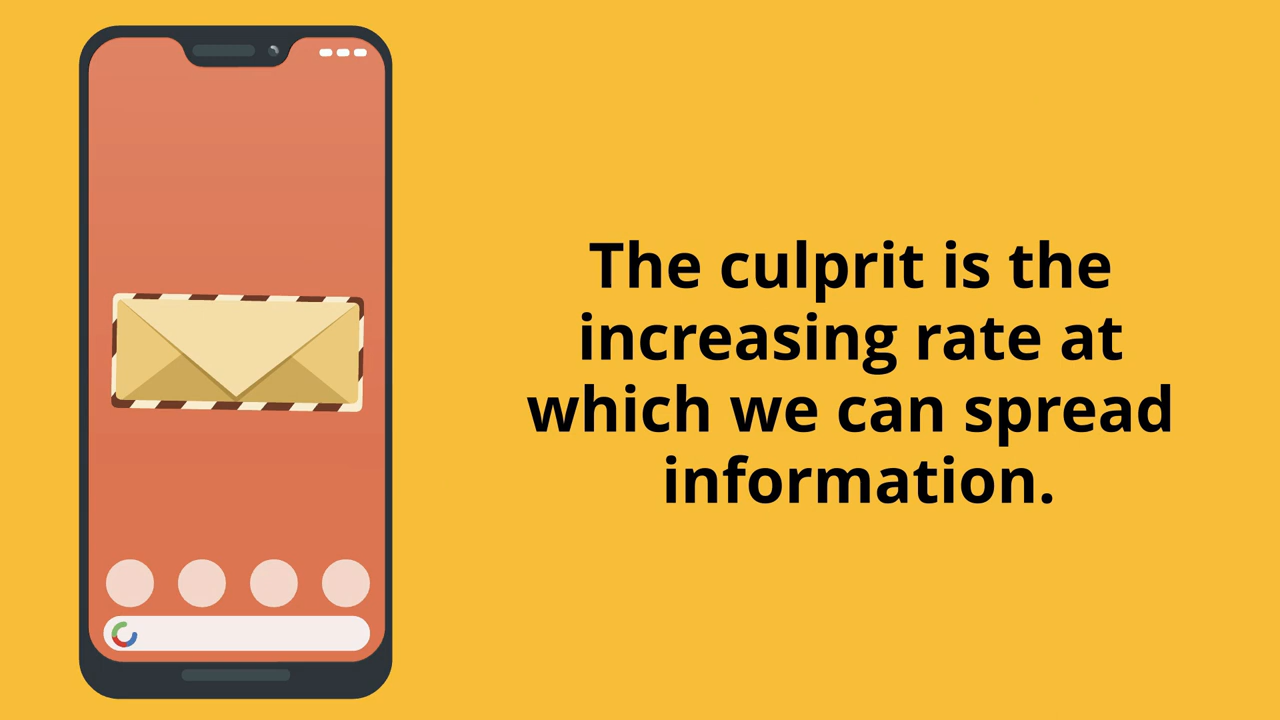 The culprit is the
increasing rate at
which we can spread
information.